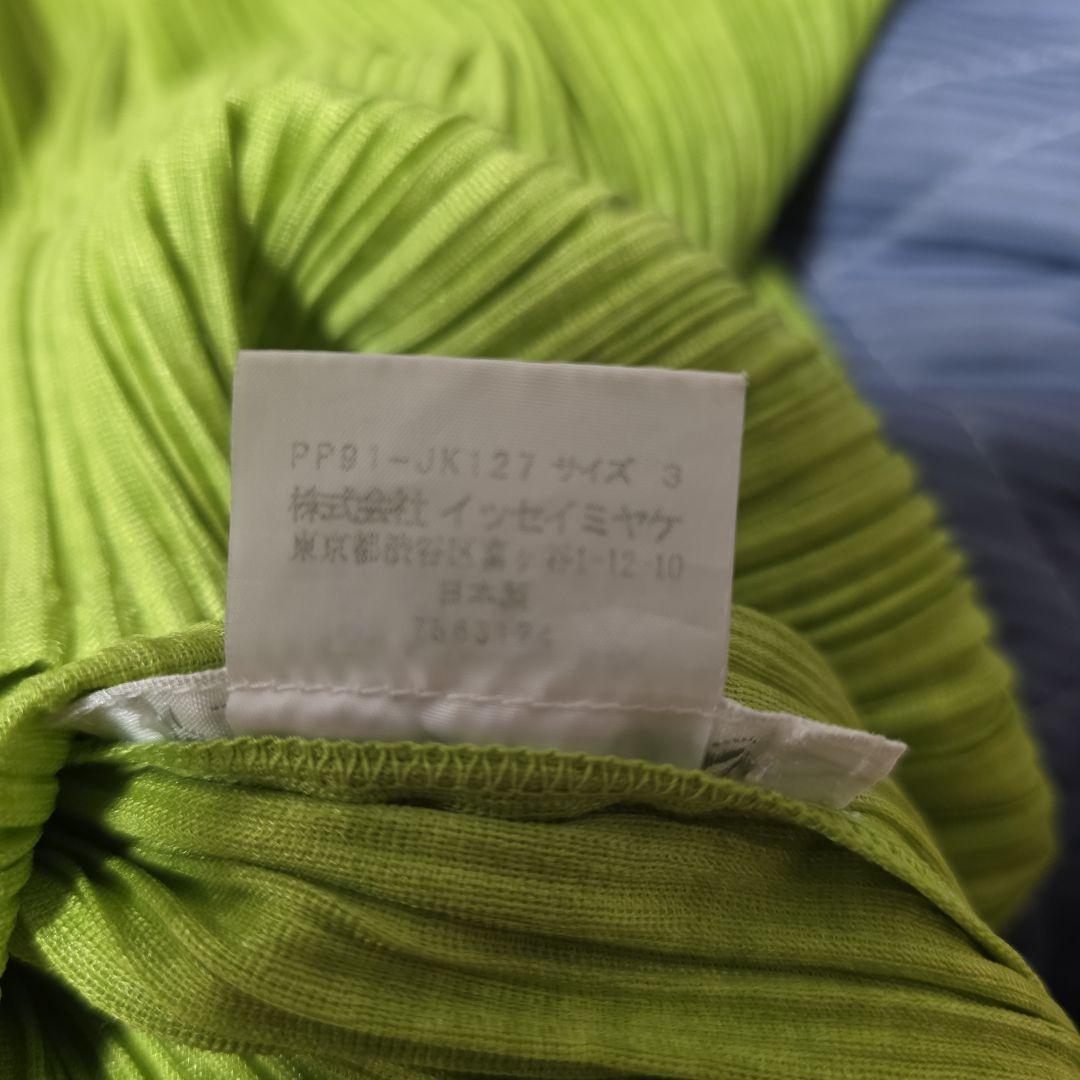 PP91-JK127 サイズ 3
株式会社 イッセイミヤケ
東京都渋谷区富ヶ谷1-12-10
日本製